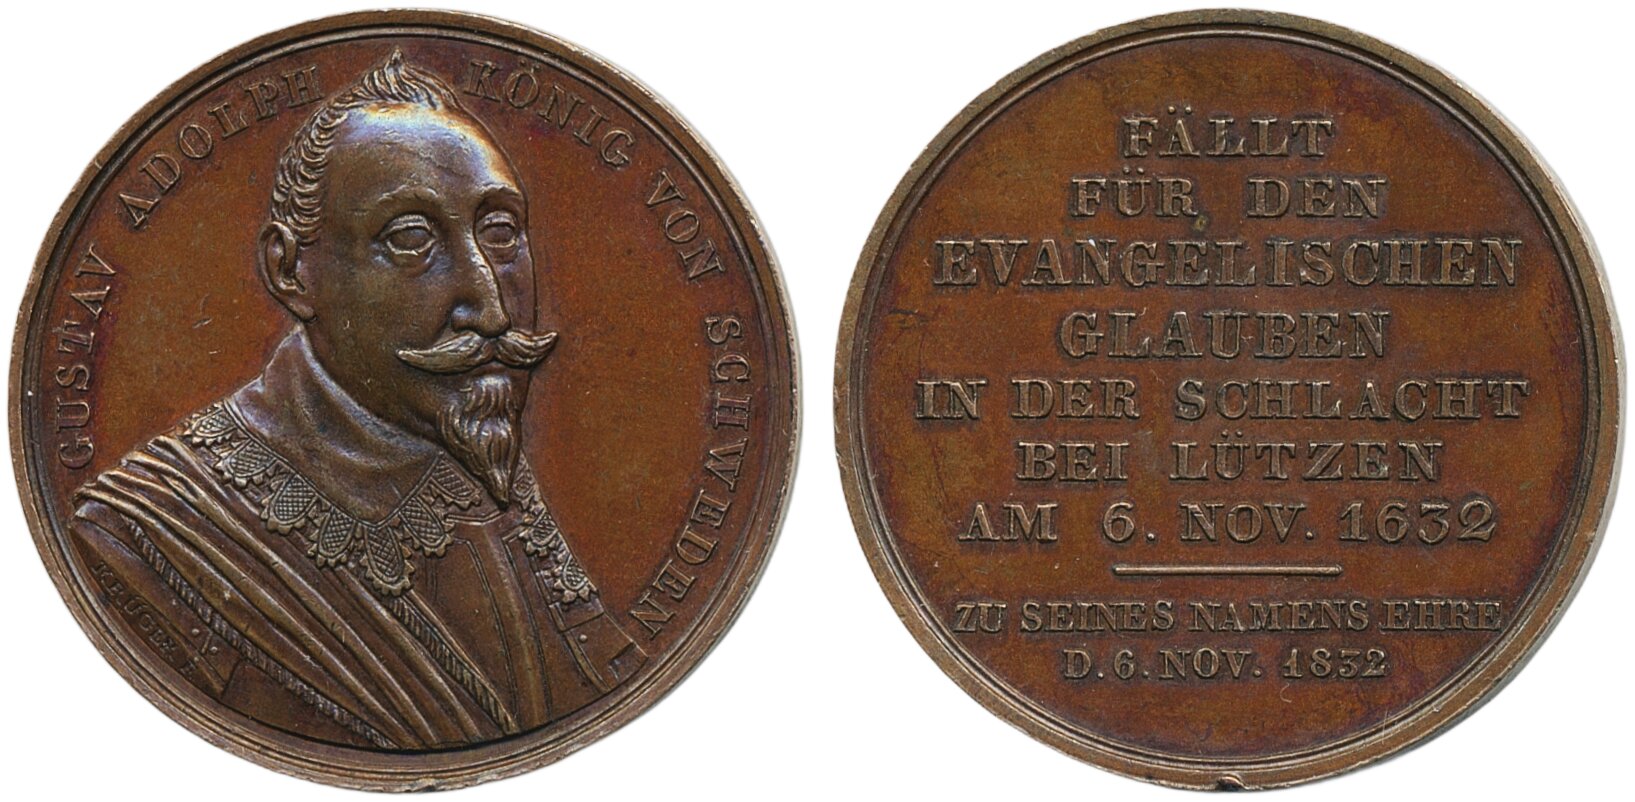 GUSTAV ADOLPH KÖNIG VON SCHWEDEN
KRÜGER F.
FÄLLT
FÜR DEN
EVANGELISCHEN
GLAUBEN
IN DER SCHLACHT
BEI LÜTZEN
AM 6. NOV. 1632
ZU SEINES NAMENS EHRE
D. 6. NOV. 1832